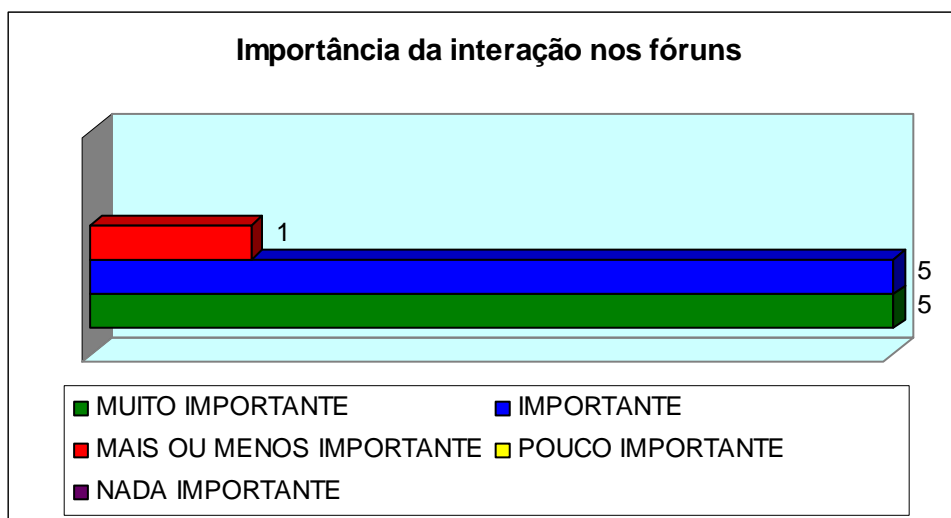 Importância da interação nos fóruns
1
5
5
MUITO IMPORTANTE
IMPORTANTE
MAIS OU MENOS IMPORTANTE
POUCO IMPORTANTE
NADA IMPORTANTE